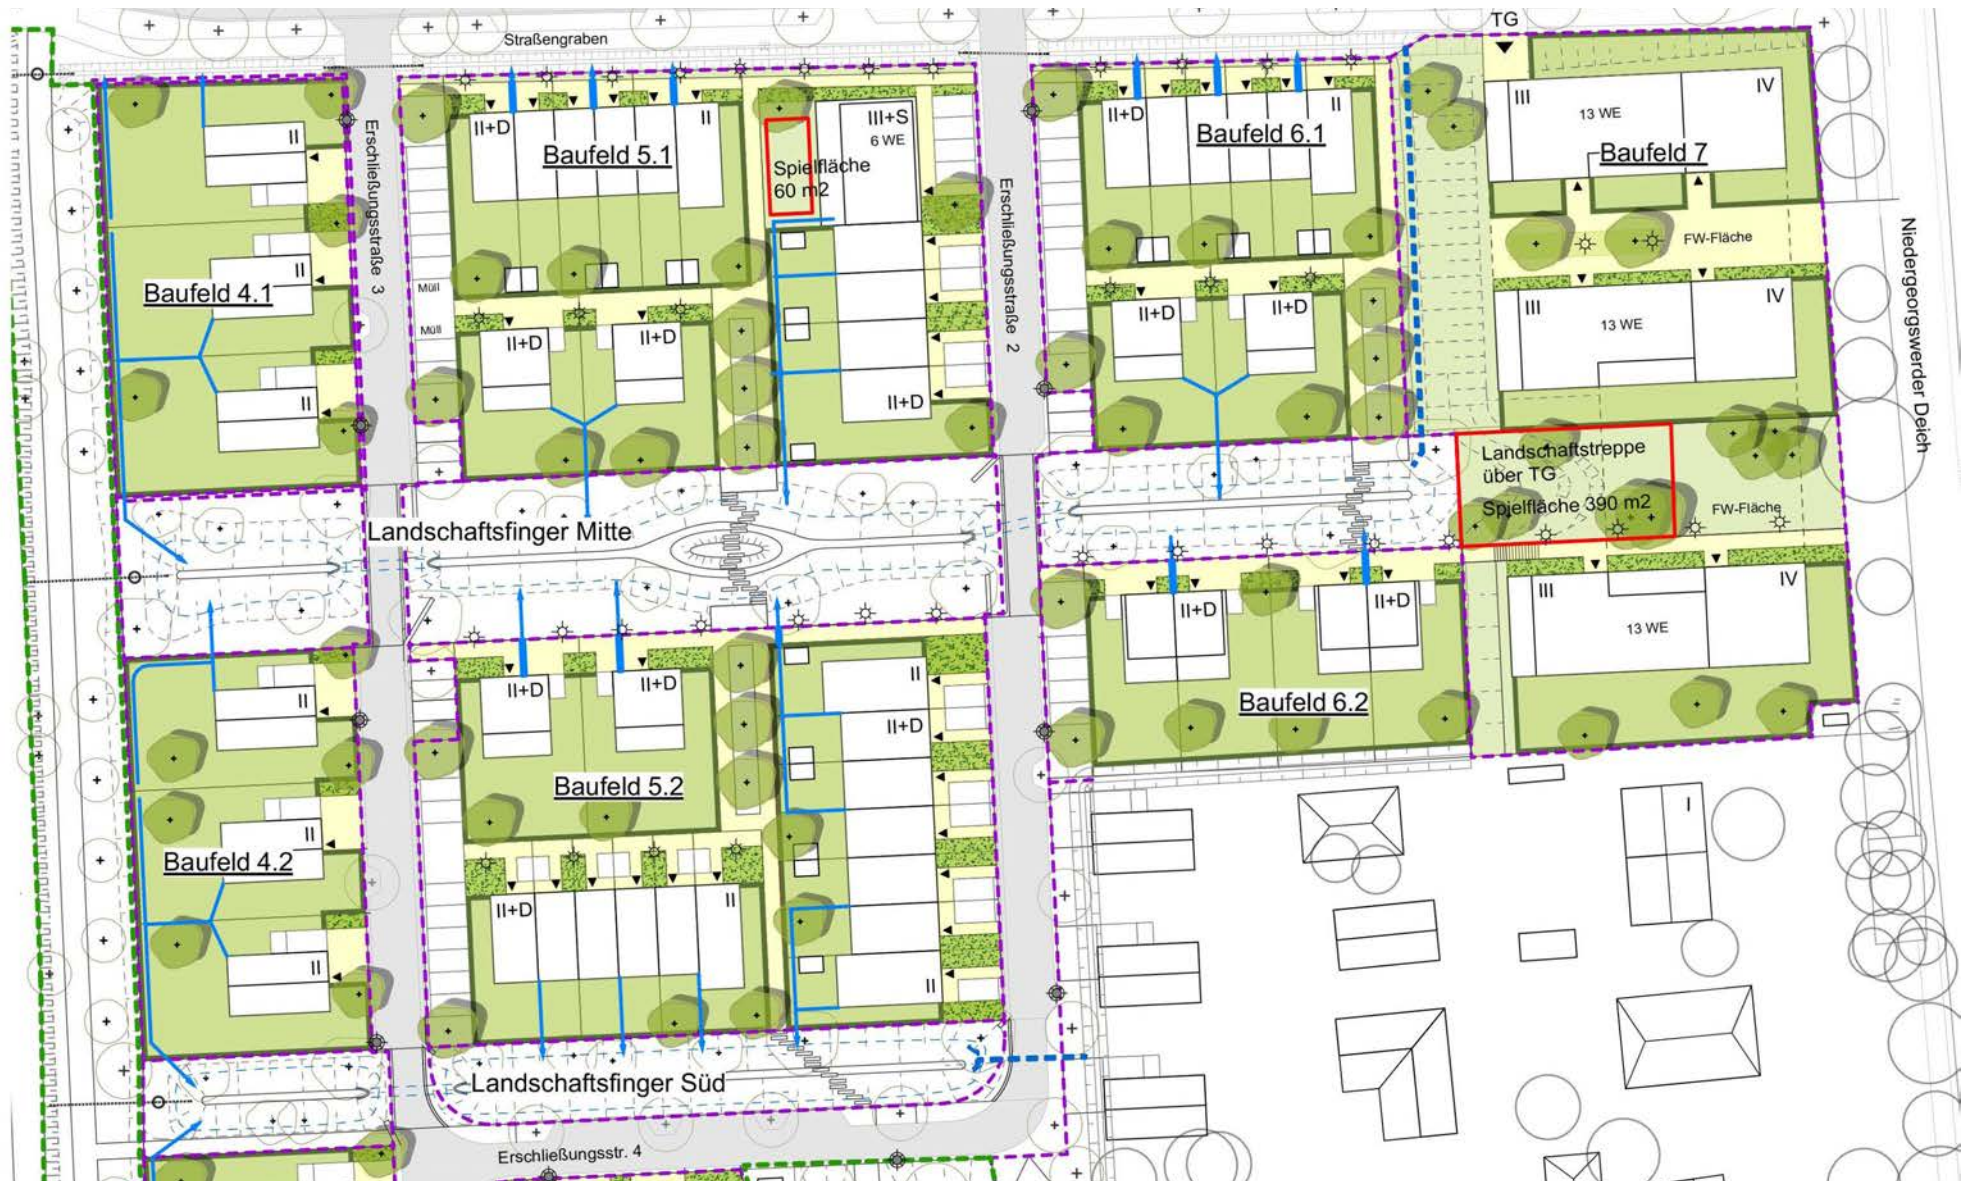 TG
Straßengraben
II
Erschließungsstraße 3
II+D
Baufeld 5.1
II
III+S
6 WE
Spielfläche
60 m2
Erschließungsstraße 2
II+D
Baufeld 6.1
II
III
13 WE
IV
Baufeld 7
FW-Fläche
Niedergeorgswerder Deich
II
Baufeld 4.1
Müll
Müll
II+D
II+D
II+D
II+D
II+D
III
13 WE
IV
II
Landschaftstreppe
über TG
Spielfläche 390 m2
FW-Fläche
Landschaftsfinger Mitte
II+D
II+D
III
13 WE
IV
II
II+D
II+D
II
II+D
Baufeld 6.2
Baufeld 5.2
II
Baufeld 4.2
I
II+D
II
II
II
Landschaftsfinger Süd
Erschließungsstr. 4